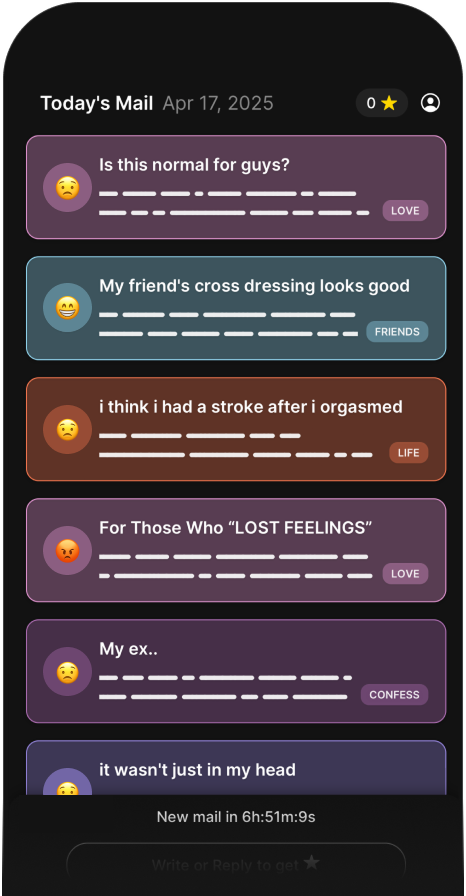 Today's Mail Apr 17, 2025 0
Is this normal for guys?
LOVE
My friend's cross dressing looks good
FRIENDS
i think i had a stroke after i orgasmed
LIFE
For Those Who “LOST FEELINGS”
LOVE
My ex..
CONFESS
it wasn't just in my head
New mail in 6h:51m:9s
Write or Reply to get